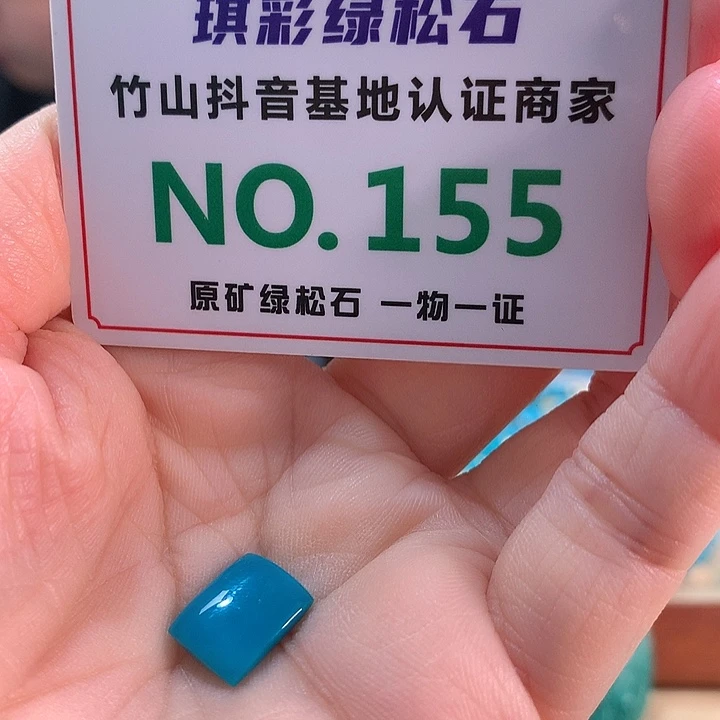 琪彩绿松石
竹山抖音基地认证商家
NO.155
原矿绿松石 一物一证